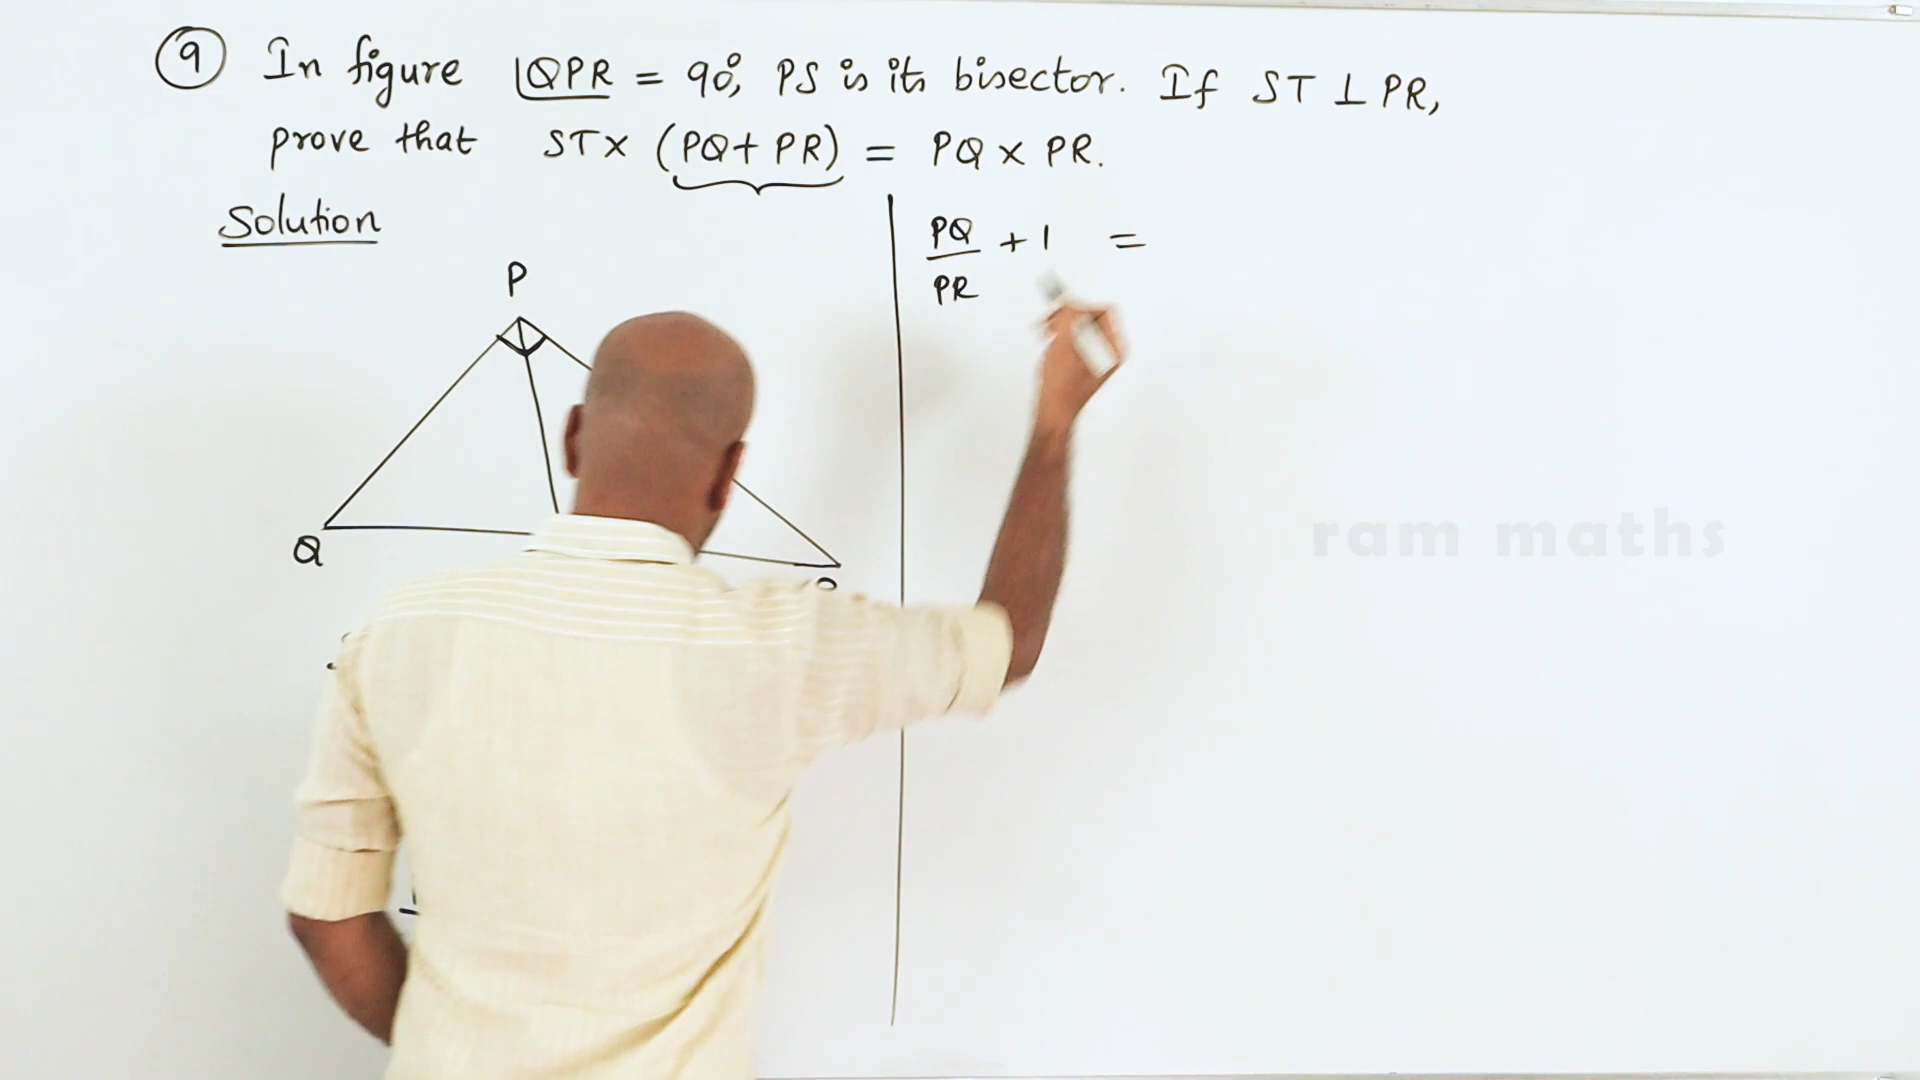 9 In figure ∠QPR = 90°, PS is its bisector. If ST ⊥ PR,
prove that ST × (PQ + PR) = PQ × PR.
Solution
P
Q
PQ/PR + 1 =
ram maths